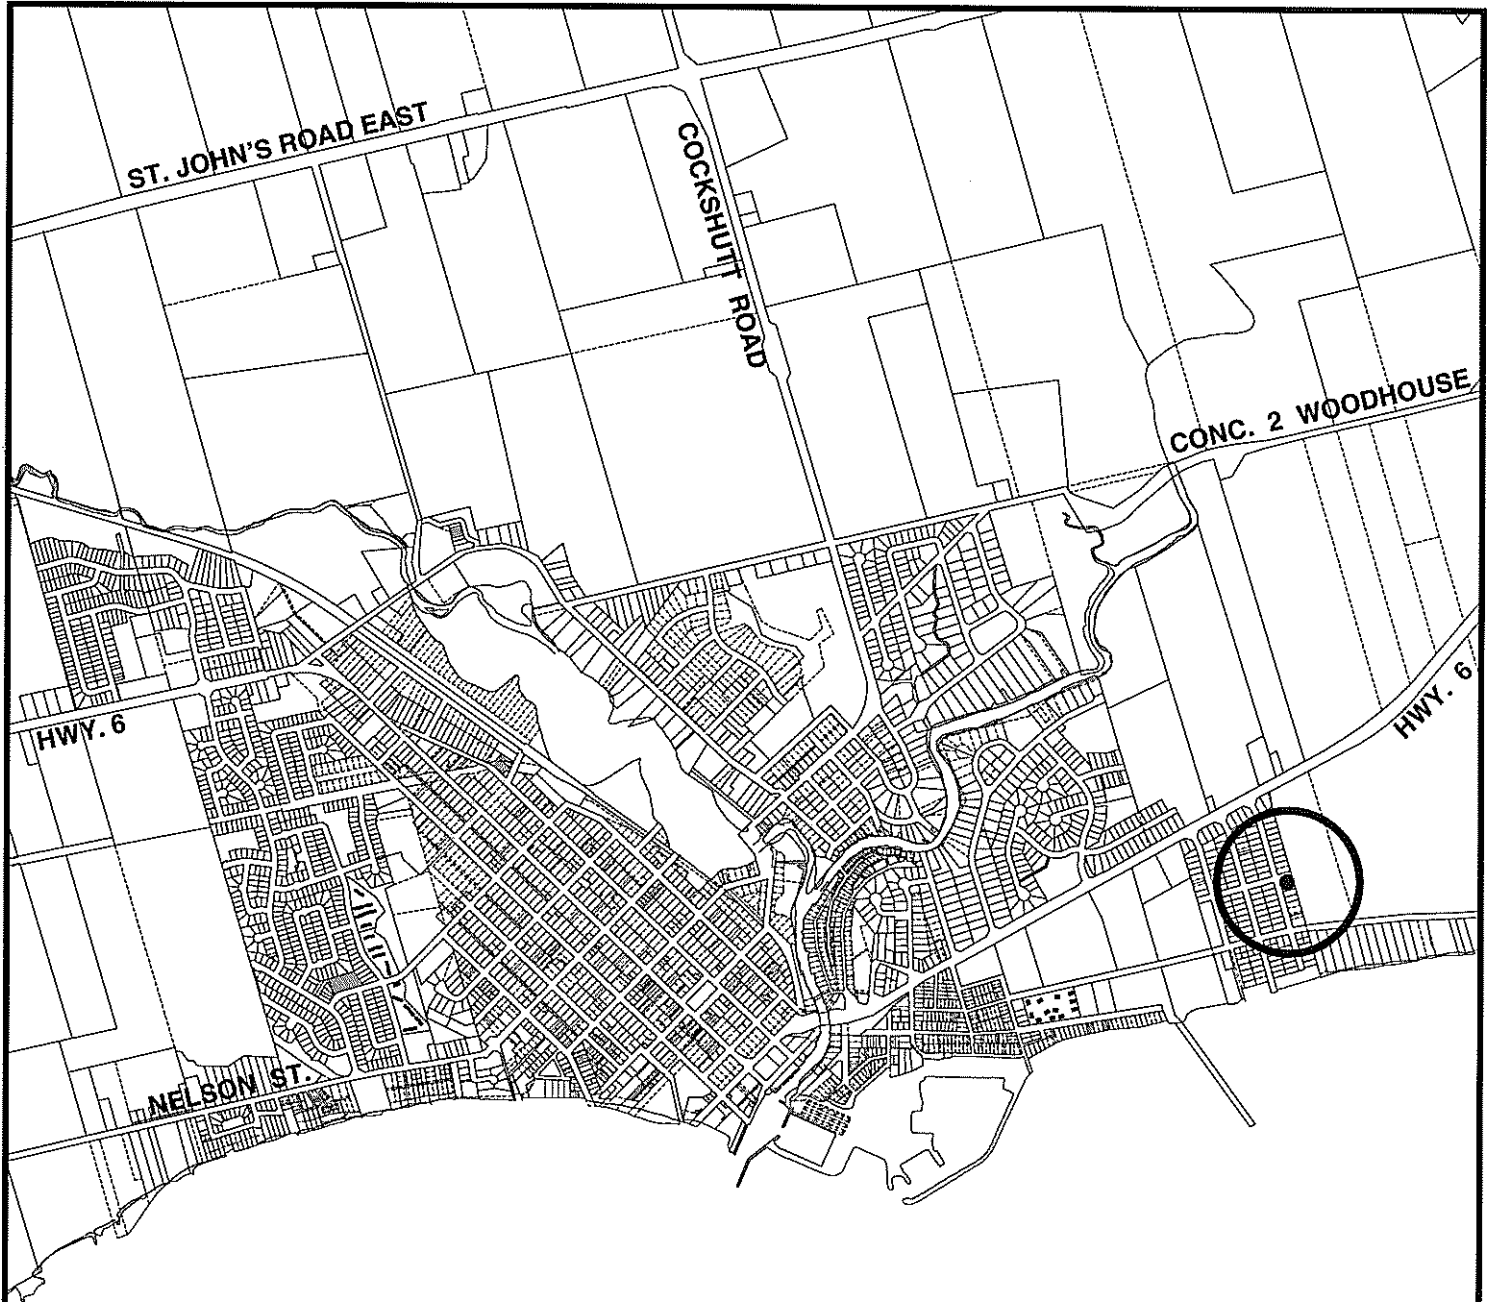 ST. JOHN'S ROAD EAST
COCKSHUTT ROAD
CONC. 2 WOODHOUSE
HWY. 6
HWY. 6
NELSON ST.